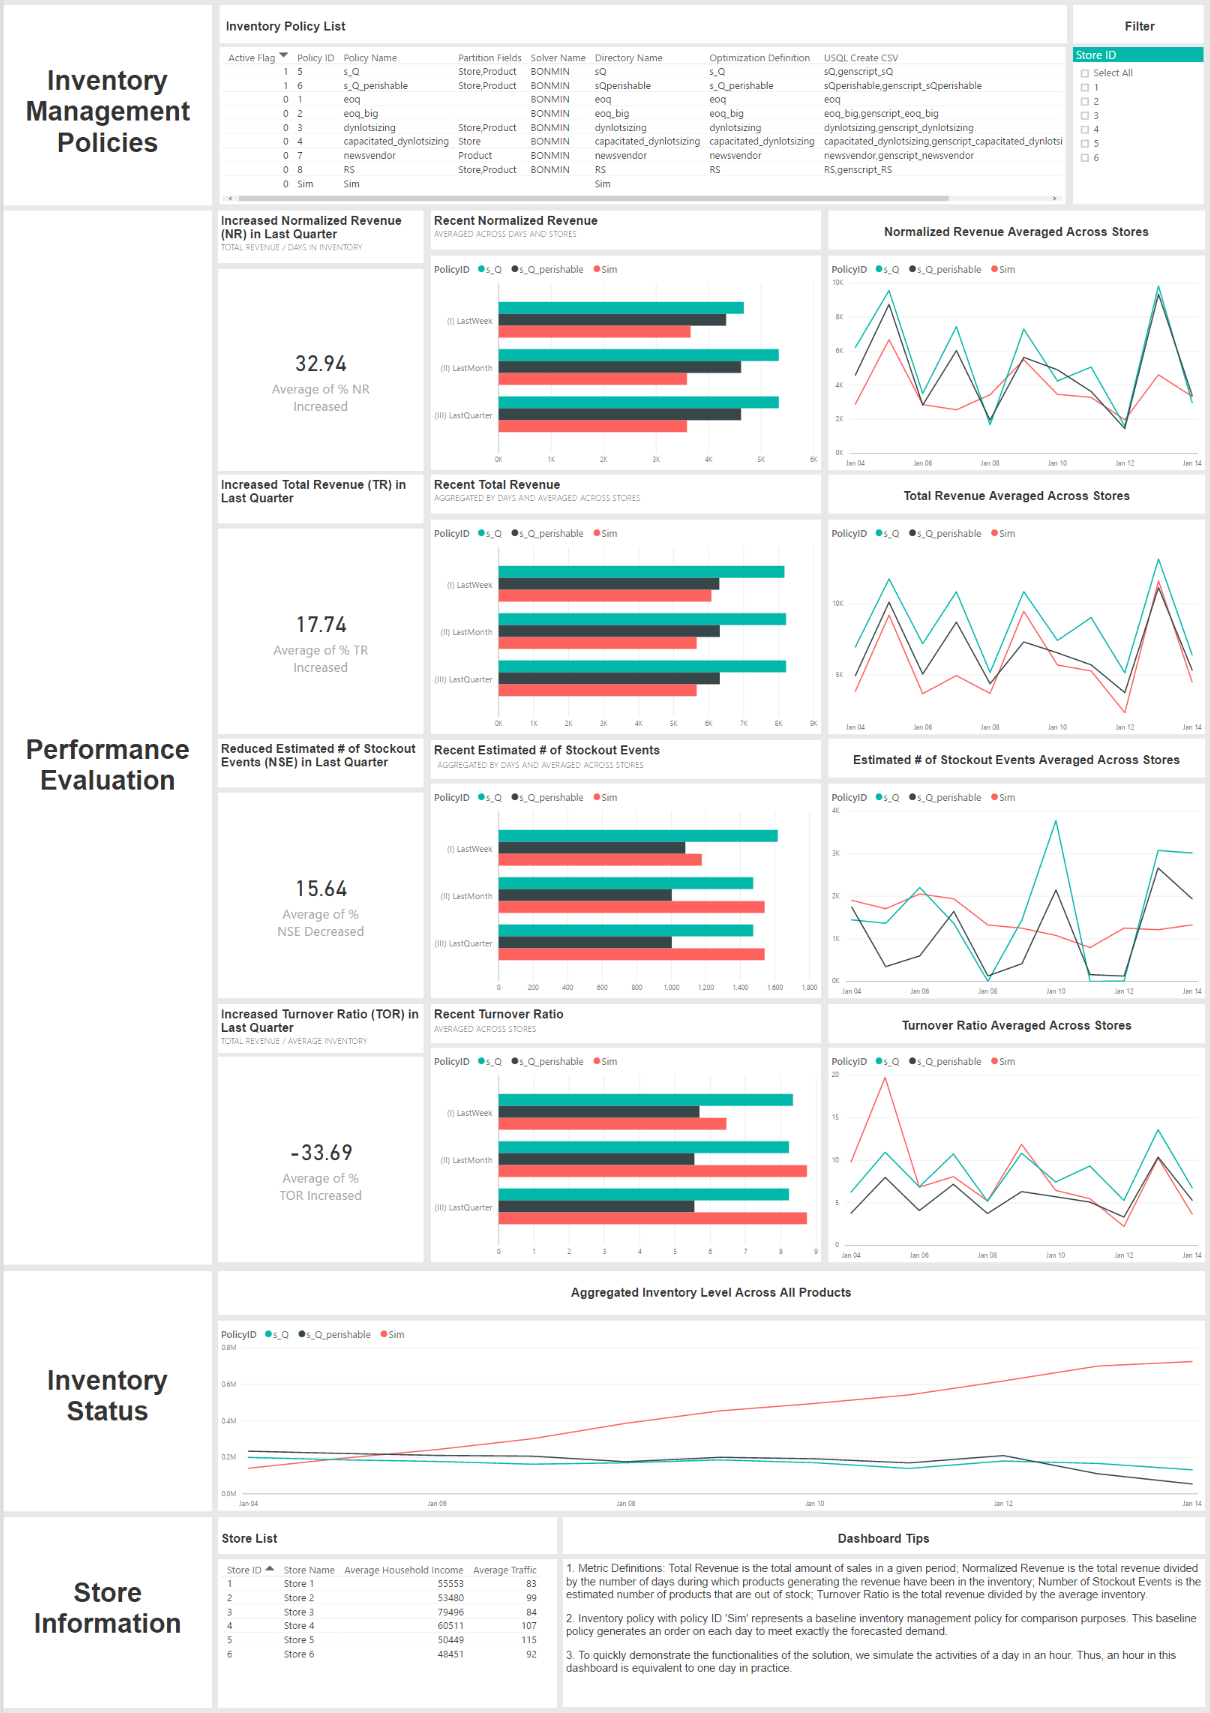 Inventory
Management
Policies
Inventory Policy List
Active Flag Policy ID Policy Name Partition Fields Solver Name Directory Name Optimization Definition USQL Create CSV
1 5 s_Q Store,Product BONMIN sQ s_Q sQ,genscript_sQ
1 6 s_Q_perishable Store,Product BONMIN sQperishable s_Q_perishable sQperishable,genscript_sQperishable
0 1 eoq BONMIN eoq eoq eoq
0 2 eoq_big BONMIN eoq_big eoq_big eoq_big,genscript_eoq_big
0 3 dynlotsizing Store,Product BONMIN dynlotsizing dynlotsizing dynlotsizing,genscript_dynlotsizing
0 4 capacitated_dynlotsizing Store BONMIN capacitated_dynlotsizing capacitated_dynlotsizing capacitated_dynlotsizing,genscript_capacitated_dynlotsi
0 7 newsvendor Product BONMIN newsvendor newsvendor newsvendor,genscript_newsvendor
0 8 RS Store,Product BONMIN RS RS RS,genscript_RS
0 Sim Sim Sim
Filter
Store ID
Select All
1
2
3
4
5
6
Performance
Evaluation
Increased Normalized Revenue
(NR) in Last Quarter
TOTAL REVENUE / DAYS IN INVENTORY
32.94
Average of % NR
Increased
Recent Normalized Revenue
AVERAGED ACROSS DAYS AND STORES
PolicyID s_Q s_Q_perishable Sim
(I) LastWeek
(II) LastMonth
(III) LastQuarter
0K 1K 2K 3K 4K 5K 6K
Normalized Revenue Averaged Across Stores
PolicyID s_Q s_Q_perishable Sim
10K
8K
6K
4K
2K
0K
Jan 04 Jan 06 Jan 08 Jan 10 Jan 12 Jan 14
Increased Total Revenue (TR) in
Last Quarter
17.74
Average of % TR
Increased
Recent Total Revenue
AGGREGATED BY DAYS AND AVERAGED ACROSS STORES
PolicyID s_Q s_Q_perishable Sim
(I) LastWeek
(II) LastMonth
(III) LastQuarter
0K 1K 2K 3K 4K 5K 6K 7K 8K 9K
Total Revenue Averaged Across Stores
PolicyID s_Q s_Q_perishable Sim
10K
5K
Jan 04 Jan 06 Jan 08 Jan 10 Jan 12 Jan 14
Reduced Estimated # of Stockout
Events (NSE) in Last Quarter
15.64
Average of %
NSE Decreased
Recent Estimated # of Stockout Events
AGGREGATED BY DAYS AND AVERAGED ACROSS STORES
PolicyID s_Q s_Q_perishable Sim
(I) LastWeek
(II) LastMonth
(III) LastQuarter
0 200 400 600 800 1,000 1,200 1,400 1,600 1,800
Estimated # of Stockout Events Averaged Across Stores
PolicyID s_Q s_Q_perishable Sim
4K
3K
2K
1K
0K
Jan 04 Jan 06 Jan 08 Jan 10 Jan 12 Jan 14
Increased Turnover Ratio (TOR) in
Last Quarter
TOTAL REVENUE / AVERAGE INVENTORY
-33.69
Average of %
TOR Increased
Recent Turnover Ratio
AVERAGED ACROSS STORES
PolicyID s_Q s_Q_perishable Sim
(I) LastWeek
(II) LastMonth
(III) LastQuarter
0 1 2 3 4 5 6 7 8 9
Turnover Ratio Averaged Across Stores
PolicyID s_Q s_Q_perishable Sim
20
15
10
5
0
Jan 04 Jan 06 Jan 08 Jan 10 Jan 12 Jan 14
Inventory
Status
Aggregated Inventory Level Across All Products
PolicyID s_Q s_Q_perishable Sim
0.8M
0.6M
0.4M
0.2M
0.0M
Jan 04 Jan 06 Jan 08 Jan 10 Jan 12 Jan 14
Store
Information
Store List
Store ID Store Name Average Household Income Average Traffic
1 Store 1 55553 83
2 Store 2 53480 99
3 Store 3 79496 84
4 Store 4 60511 107
5 Store 5 50449 115
6 Store 6 48451 92
Dashboard Tips
1. Metric Definitions: Total Revenue is the total amount of sales in a given period; Normalized Revenue is the total revenue divided
by the number of days during which products generating the revenue have been in the inventory; Number of Stockout Events is the
estimated number of products that are out of stock; Turnover Ratio is the total revenue divided by the average inventory.
2. Inventory policy with policy ID 'Sim' represents a baseline inventory management policy for comparison purposes. This baseline
policy generates an order on each day to meet exactly the forecasted demand.
3. To quickly demonstrate the functionalities of the solution, we simulate the activities of a day in an hour. Thus, an hour in this
dashboard is equivalent to one day in practice.